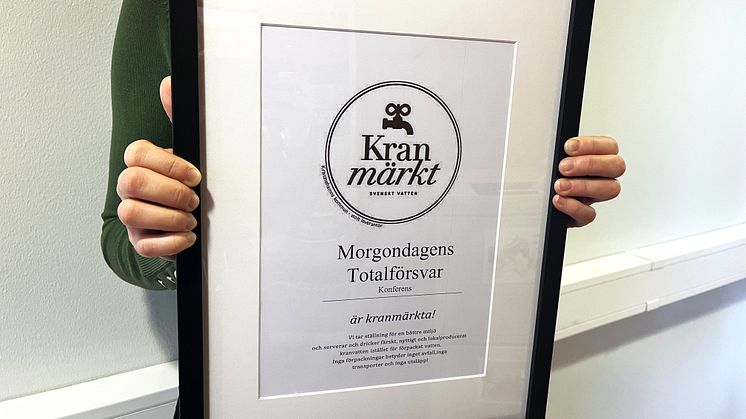 Kran
märkt
SVENSKT VATTEN
Morgondagens
Totalförsvar
Konferens
är kranmärkta!
Vi tar ställning för en bättre miljö
och serverar och dricker färskt, nyttigt och lokalproducerat
kranvatten istället för förpackat vatten.
Inga förpackningar betyder inget avfall,inga
transporter och inga utsläpp!